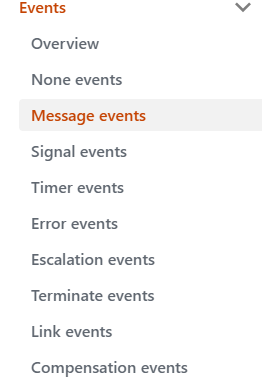 Events
Overview
None events
Message events
Signal events
Timer events
Error events
Escalation events
Terminate events
Link events
Compensation events